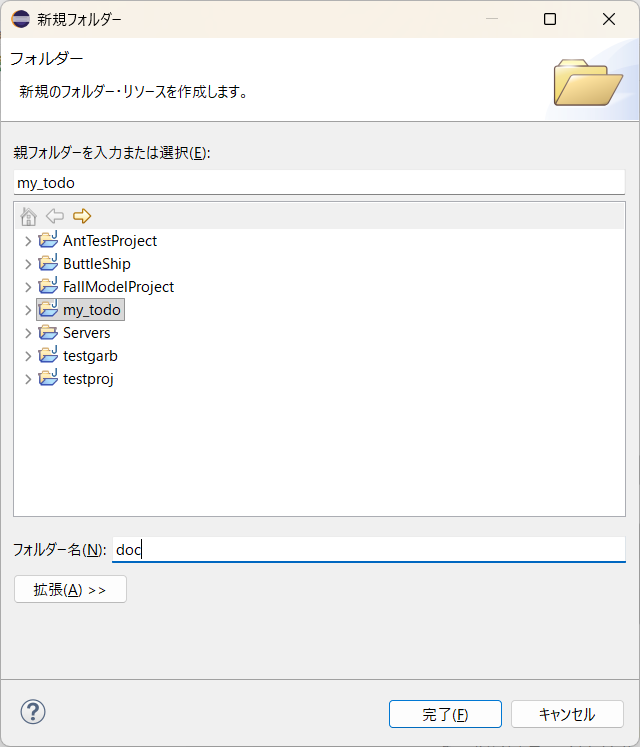 新規フォルダー
フォルダー
新規のフォルダー・リソースを作成します。
親フォルダーを入力または選択(E):
my_todo
AntTestProject
ButtleShip
FallModelProject
my_todo
Servers
testgarb
testproj
フォルダー名(N): doc
拡張(A) >>
?
完了(F) キャンセル